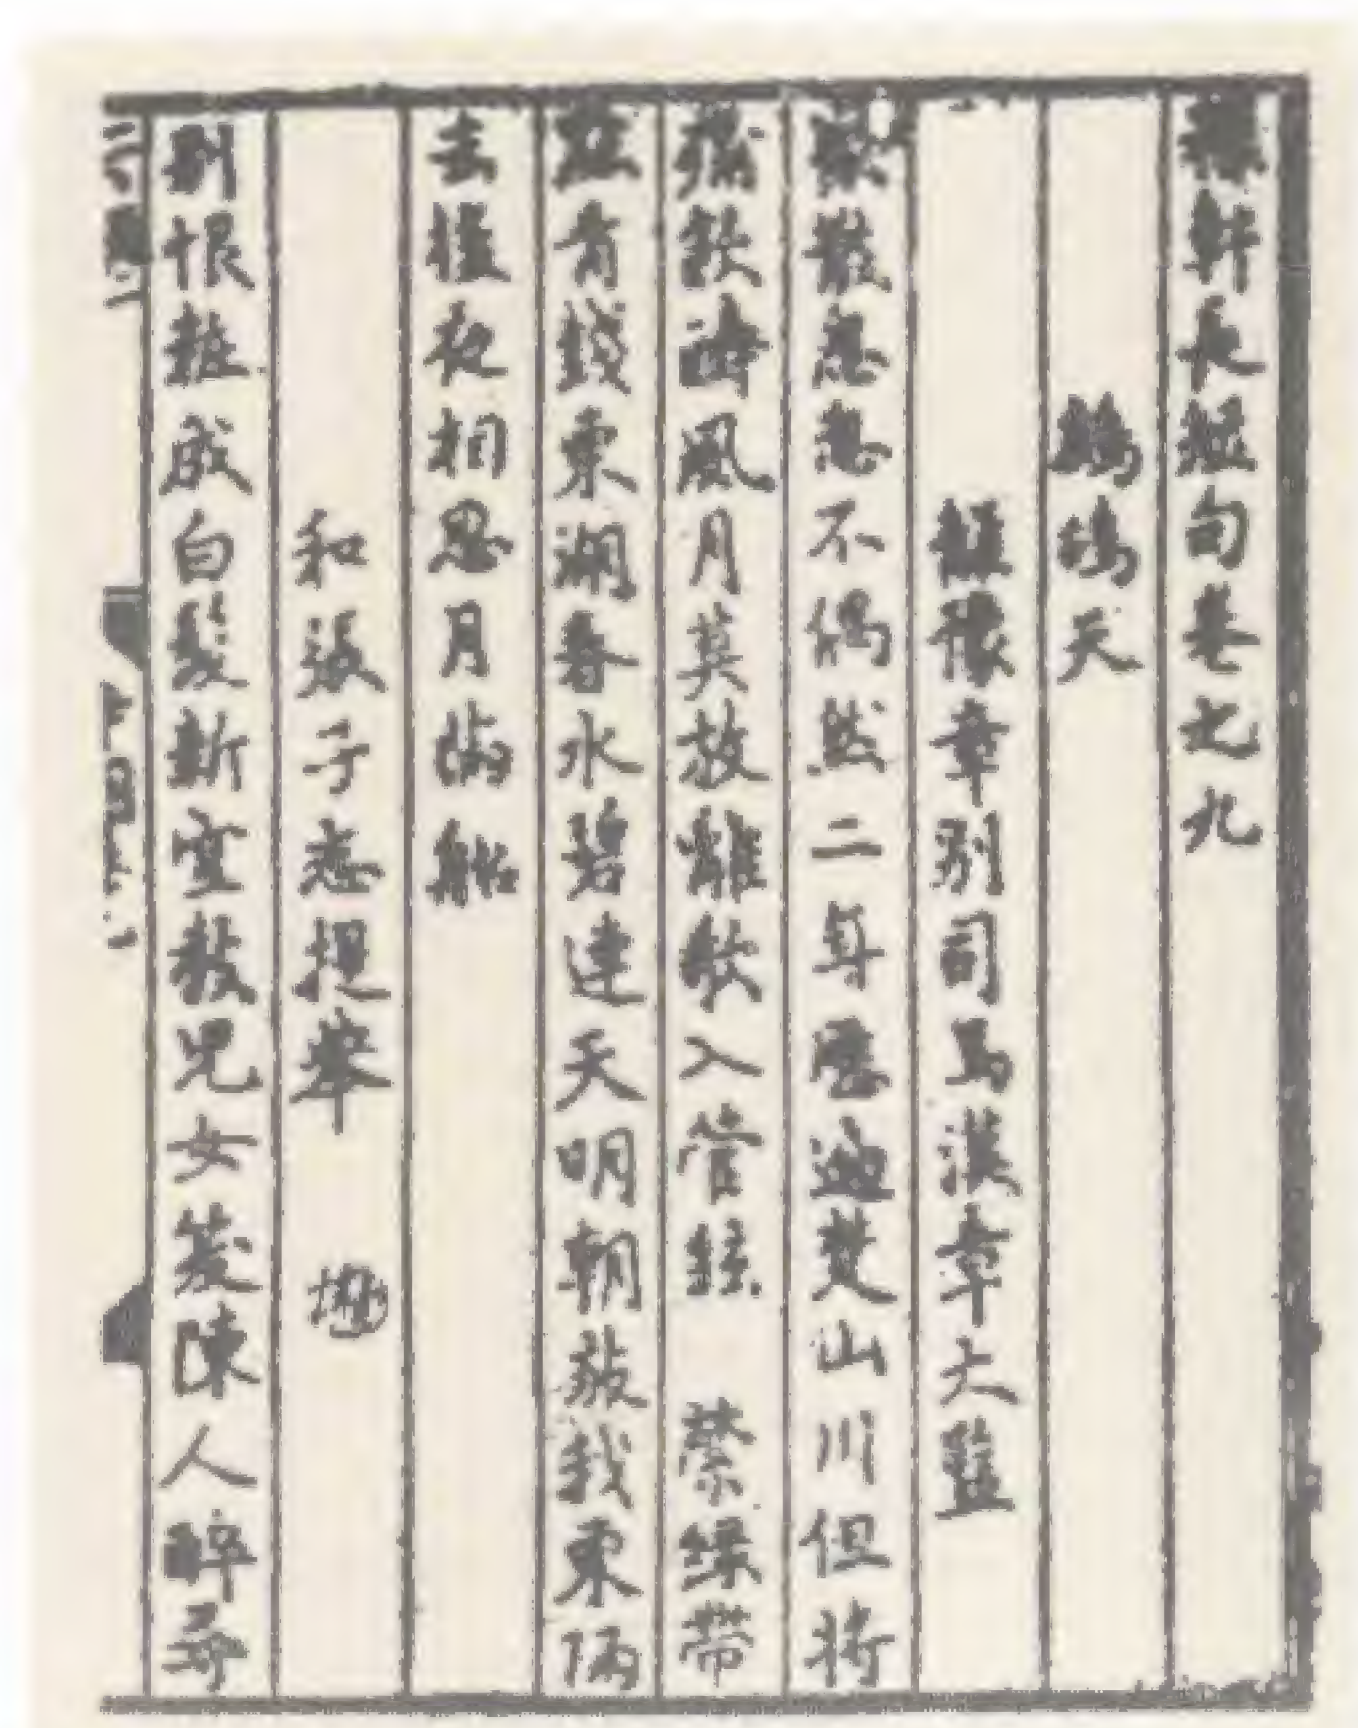 稼軒長短句卷之九
鷓鴣天
離豫章別司馬漢章大監
聚散怱怱不偶然二年歷遍楚山川但將
痛飲酬風月莫放離歌入管絃　縈綠帶
點青錢東湖春水碧連天明朝放我東歸
去後夜相思月滿船
和張子志提舉
別恨粧成白髮新空教兒女笑陳人醉尋